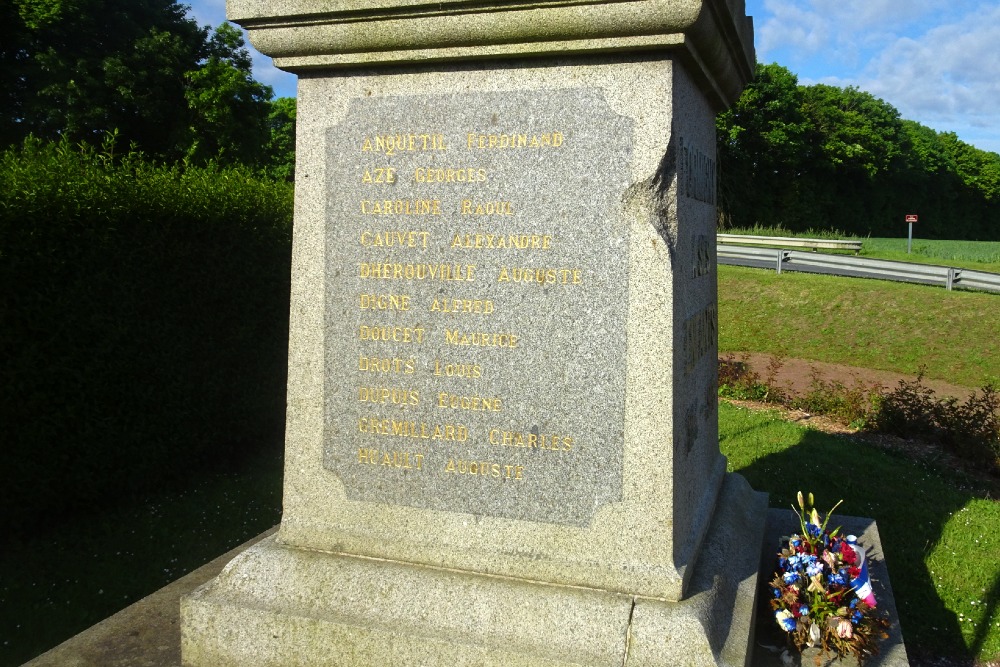 ANQUETIL FERDINAND
AZE GEORGES
CAROLINE RAOUL
CAUVET ALEXANDRE
DHEROUVILLE AUGUSTE
DIGNE ALFRED
DOUCET MAURICE
DROTS LOUIS
DUPUIS EUGENE
GREMILLARD CHARLES
HUAULT AUGUSTE